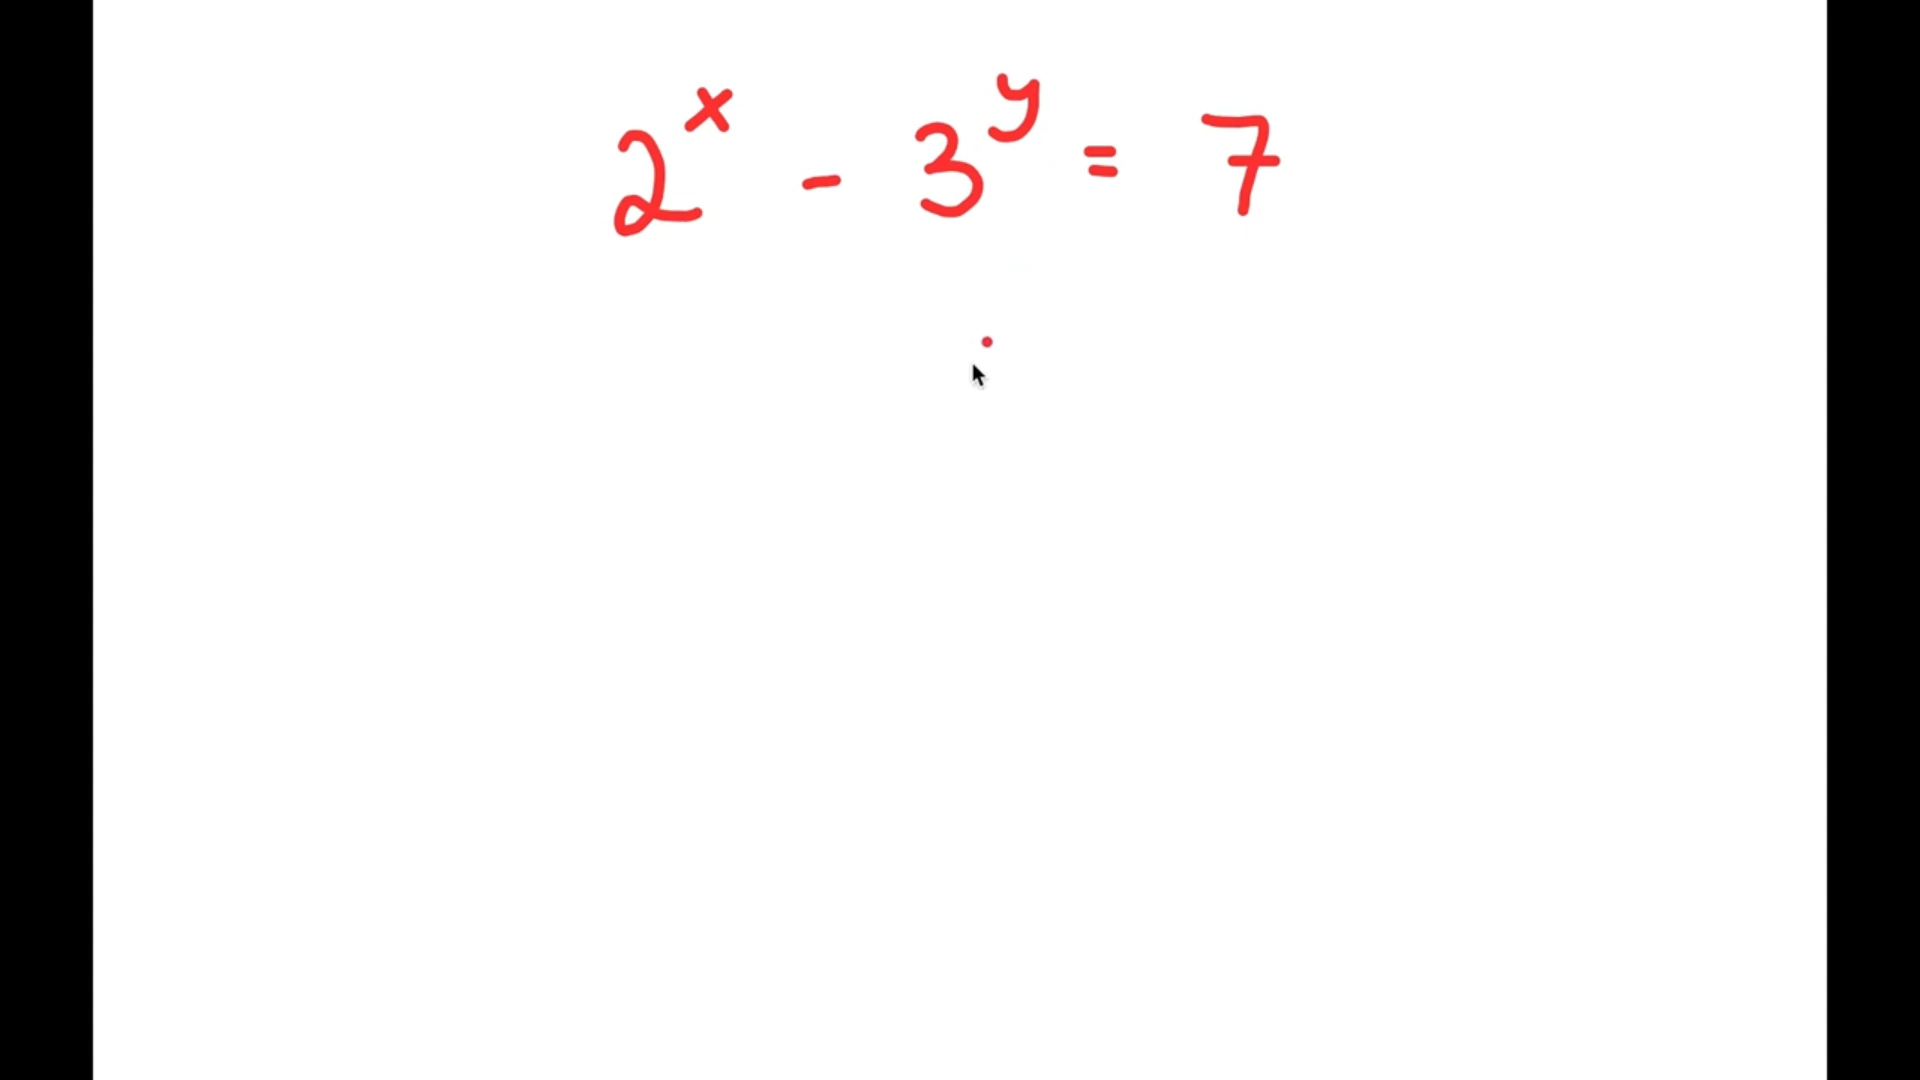 2^x - 3^y = 7